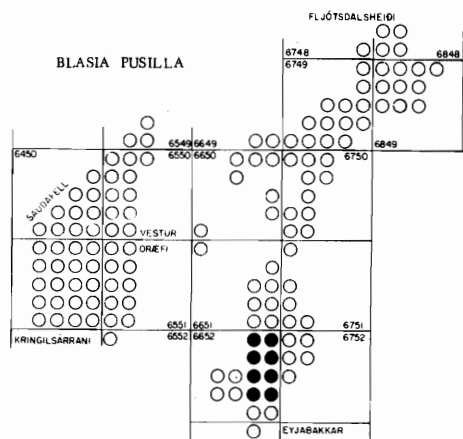 FLJÓTSDALSHEIÐI
6748 6848
6749
BLASIA PUSILLA
6549 6649
6450 6550 6650 6750 6849
SAUÐAFELL
VESTUR
ÖRÆFI
6551 6651 6751
KRINGILSÁRRANI 6552 6652 6752
EYJABAKKAR